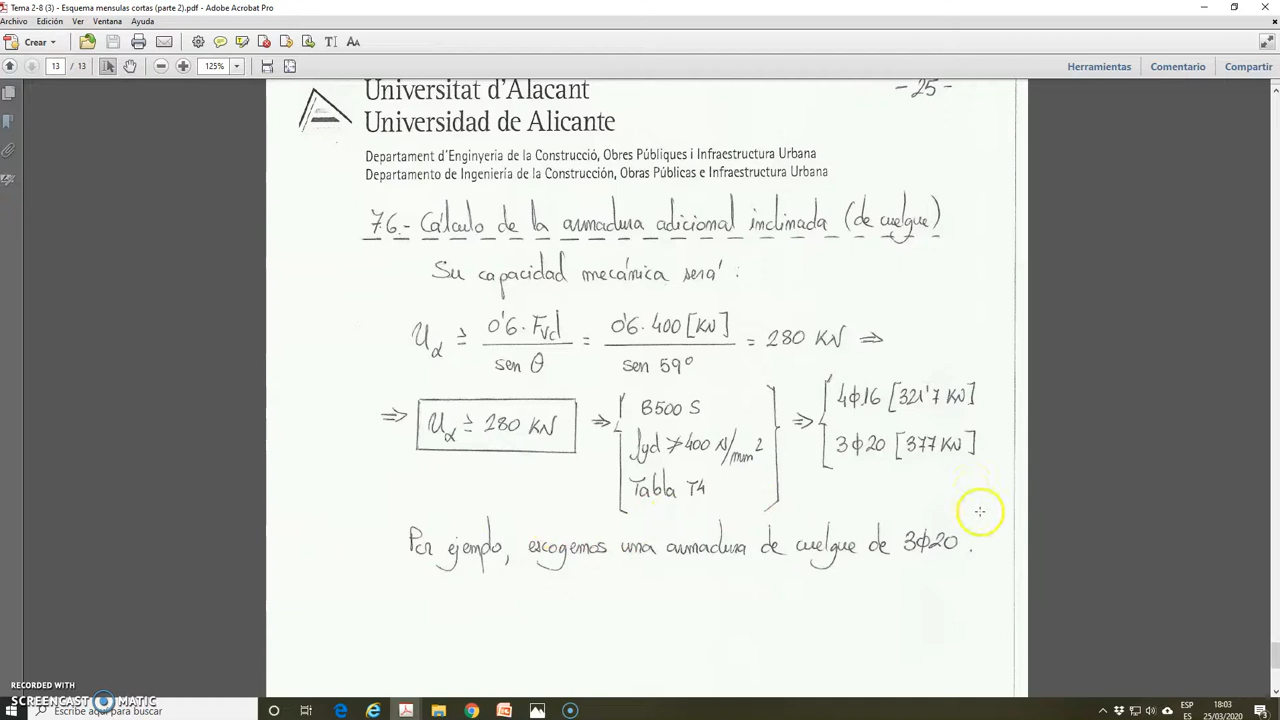 Tema 2-8 (3) - Esquema mensulas cortas (parte 2).pdf - Adobe Acrobat Pro
Archivo Edición Ver Ventana Ayuda
Crear
13 / 13 125% Herramientas Comentario Compartir
Universitat d'Alacant
Universidad de Alicante
-25-
Departament d'Enginyeria de la Construcció, Obres Públiques i Infraestructura Urbana
Departamento de Ingeniería de la Construcción, Obras Públicas e Infraestructura Urbana
7.6.- Cálculo de la armadura adicional inclinada (de cuelgue)
Su capacidad mecánica será:
Uα ≥ 0'6·Fvd / sen θ = 0'6·400 [KN] / sen 59° = 280 KN ⇒
⇒ Uα ≥ 280 KN ⇒ { B500 S
fyd ≯ 400 N/mm²
Tabla T4 } ⇒ { 4ϕ16 [321'7 KN]
3ϕ20 [377 KN]
Por ejemplo, escogemos una armadura de cuelgue de 3ϕ20.
RECORDED WITH
SCREENCAST MATIC
Escribe aquí para buscar
ESP
ES
18:03
25/03/2020